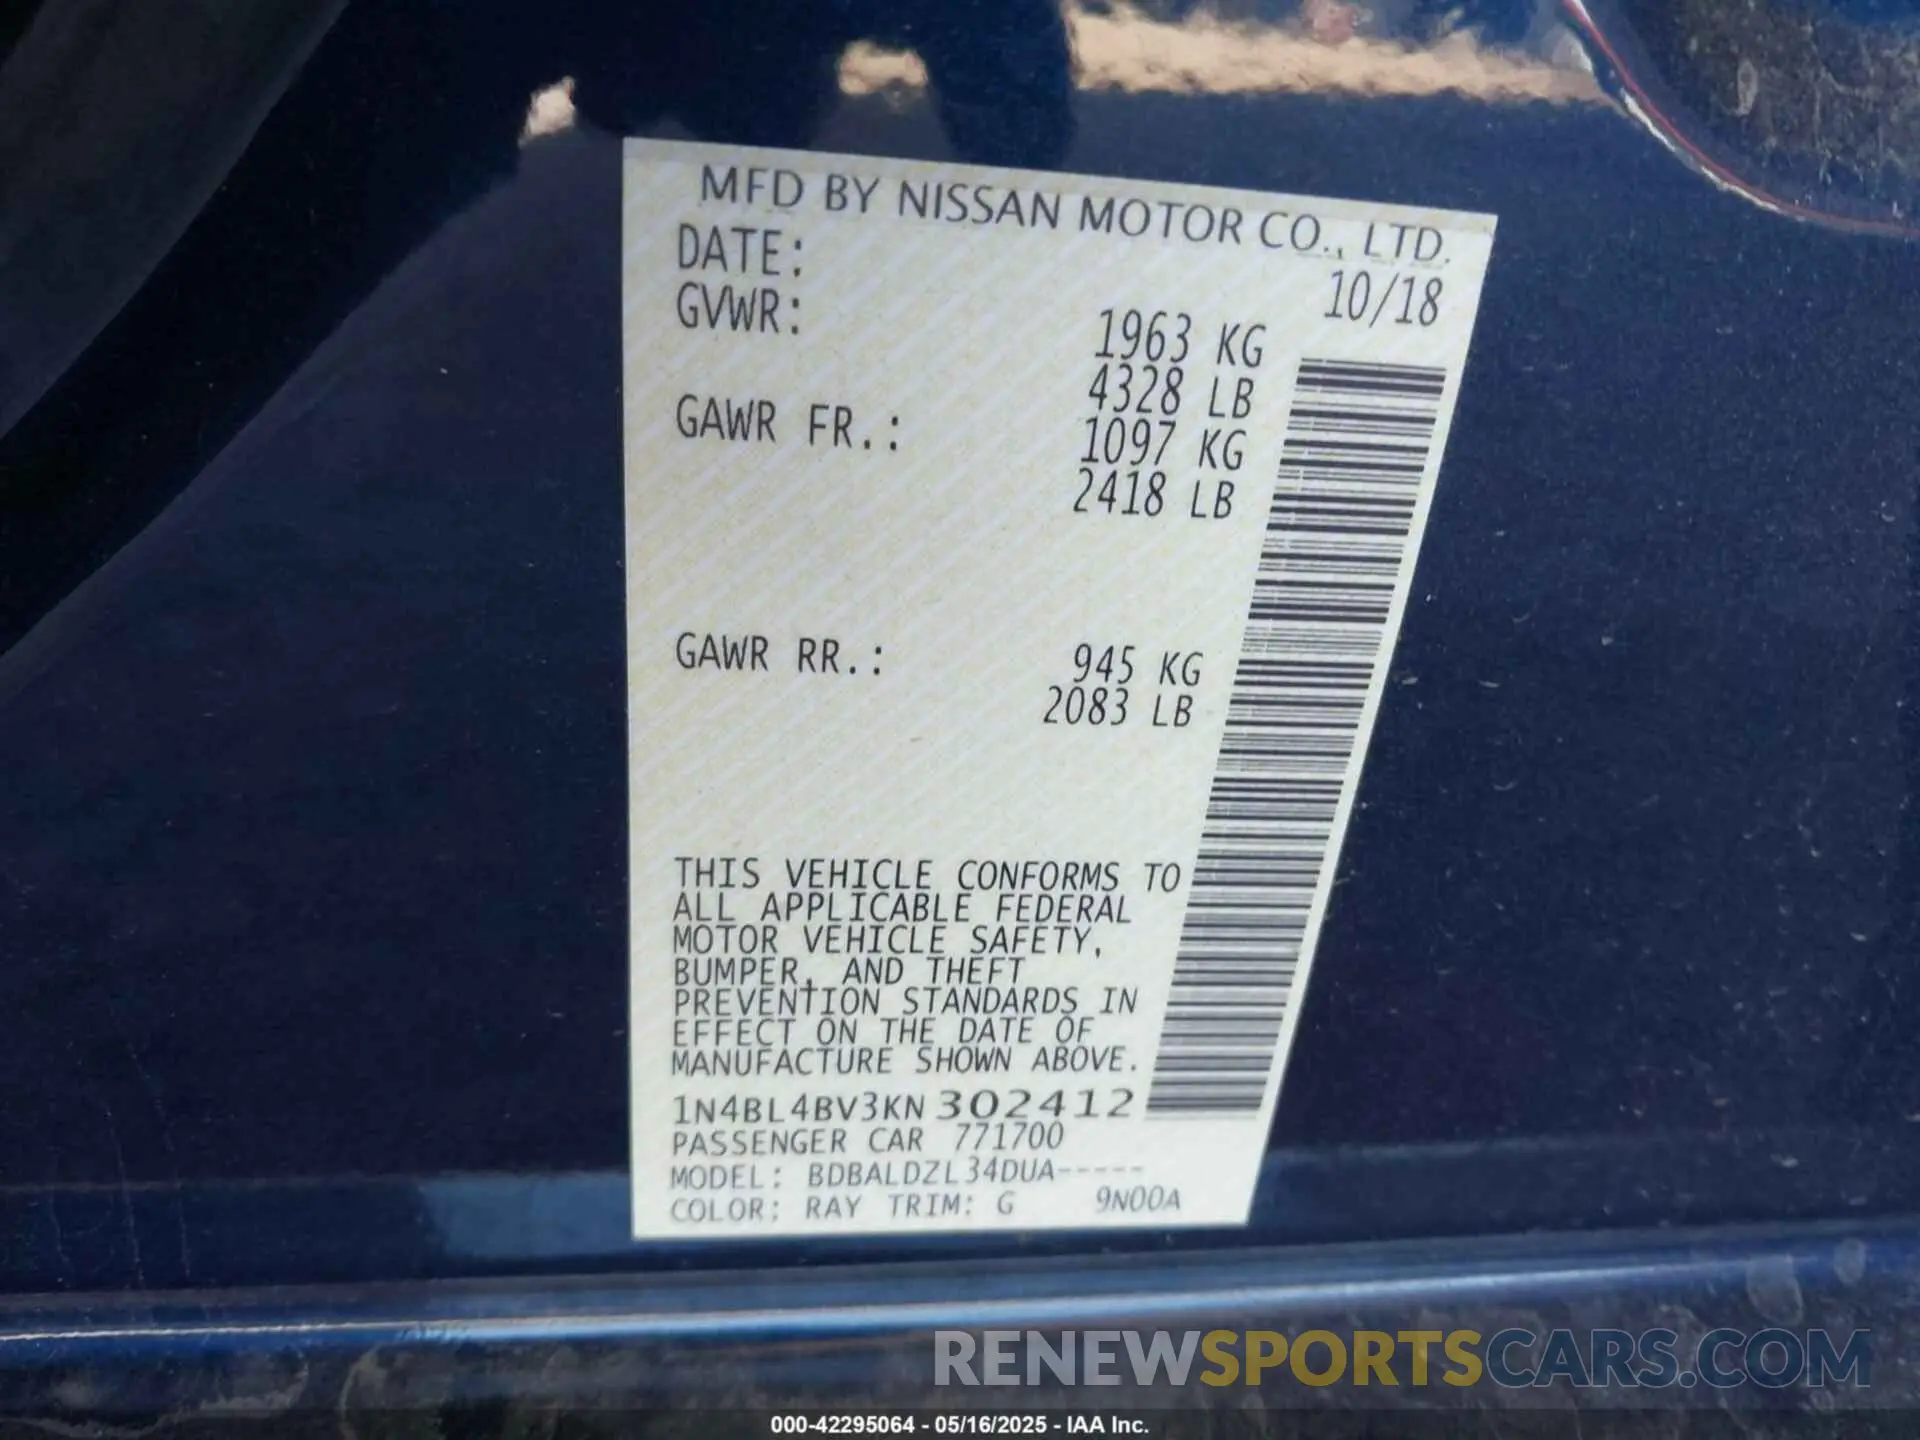 MFD BY NISSAN MOTOR CO., LTD.
DATE: 10/18
GVWR: 1963 KG
4328 LB
GAWR FR.: 1097 KG
2418 LB
GAWR RR.: 945 KG
2083 LB
THIS VEHICLE CONFORMS TO
ALL APPLICABLE FEDERAL
MOTOR VEHICLE SAFETY,
BUMPER, AND THEFT
PREVENTION STANDARDS IN
EFFECT ON THE DATE OF
MANUFACTURE SHOWN ABOVE.
1N4BL4BV3KN302412
PASSENGER CAR 771700
MODEL: BDBALDZL34DUA-----
COLOR: RAY TRIM: G 9N00A
RENEWSPORTSCARS.COM
000-42295064 - 05/16/2025 - IAA Inc.